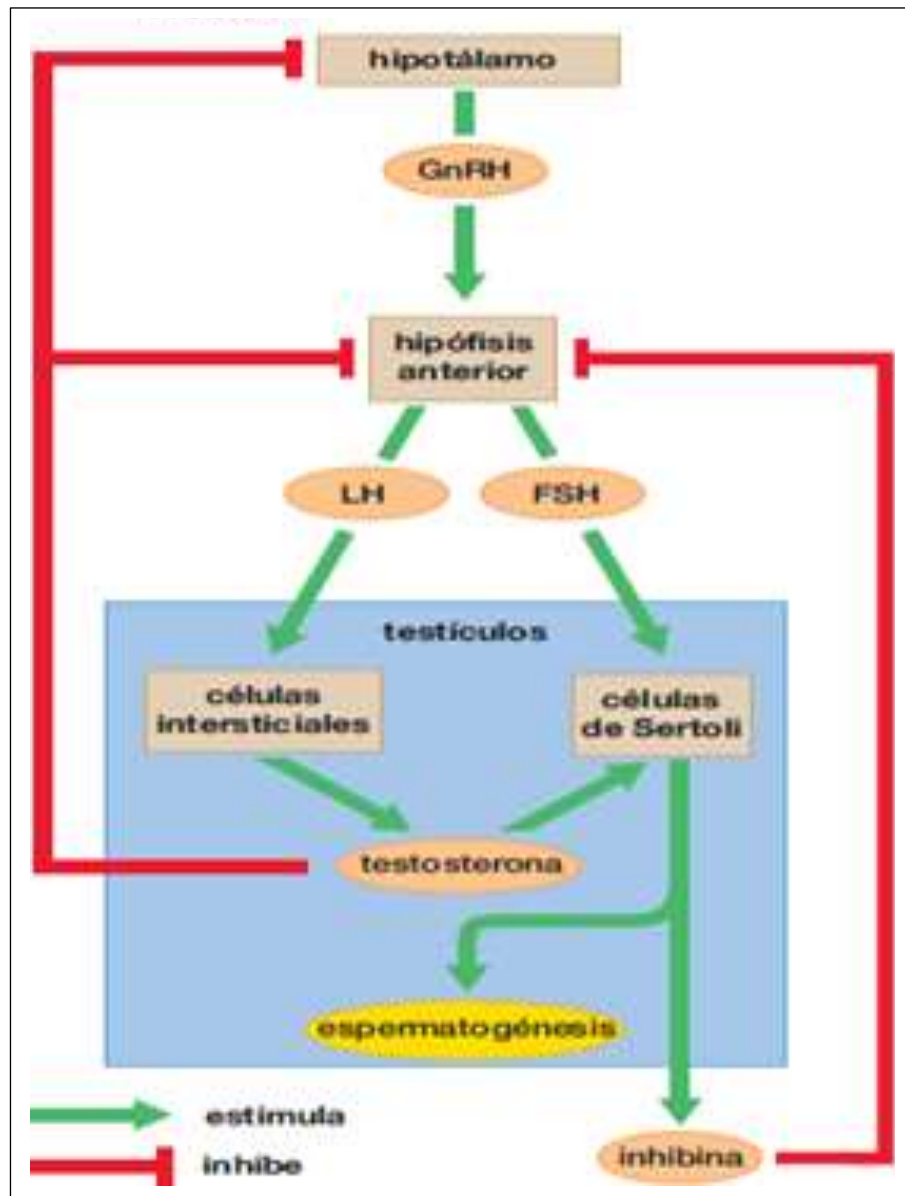 hipotálamo
GnRH
hipófisis
anterior
LH
FSH
testículos
células
intersticiales
células
de Sertoli
testosterona
espermatogénesis
estimula
inhibe
inhibina